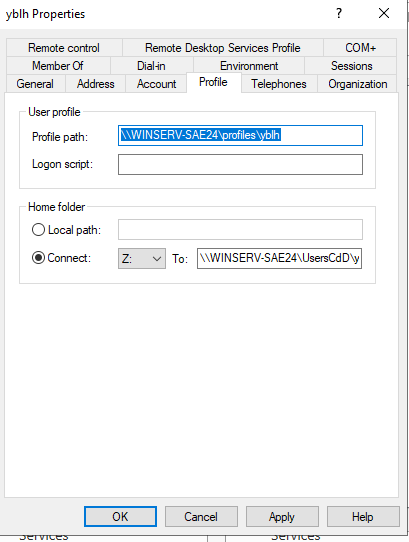 yblh Properties
? ×
Remote control Remote Desktop Services Profile COM+
Member Of Dial-in Environment Sessions
General Address Account Profile Telephones Organization
User profile
Profile path: \\WINSERV-SAE24\profiles\yblh
Logon script:
Home folder
Local path:
Connect: Z: To: \\WINSERV-SAE24\UsersCdD\y
OK Cancel Apply Help
Services Services